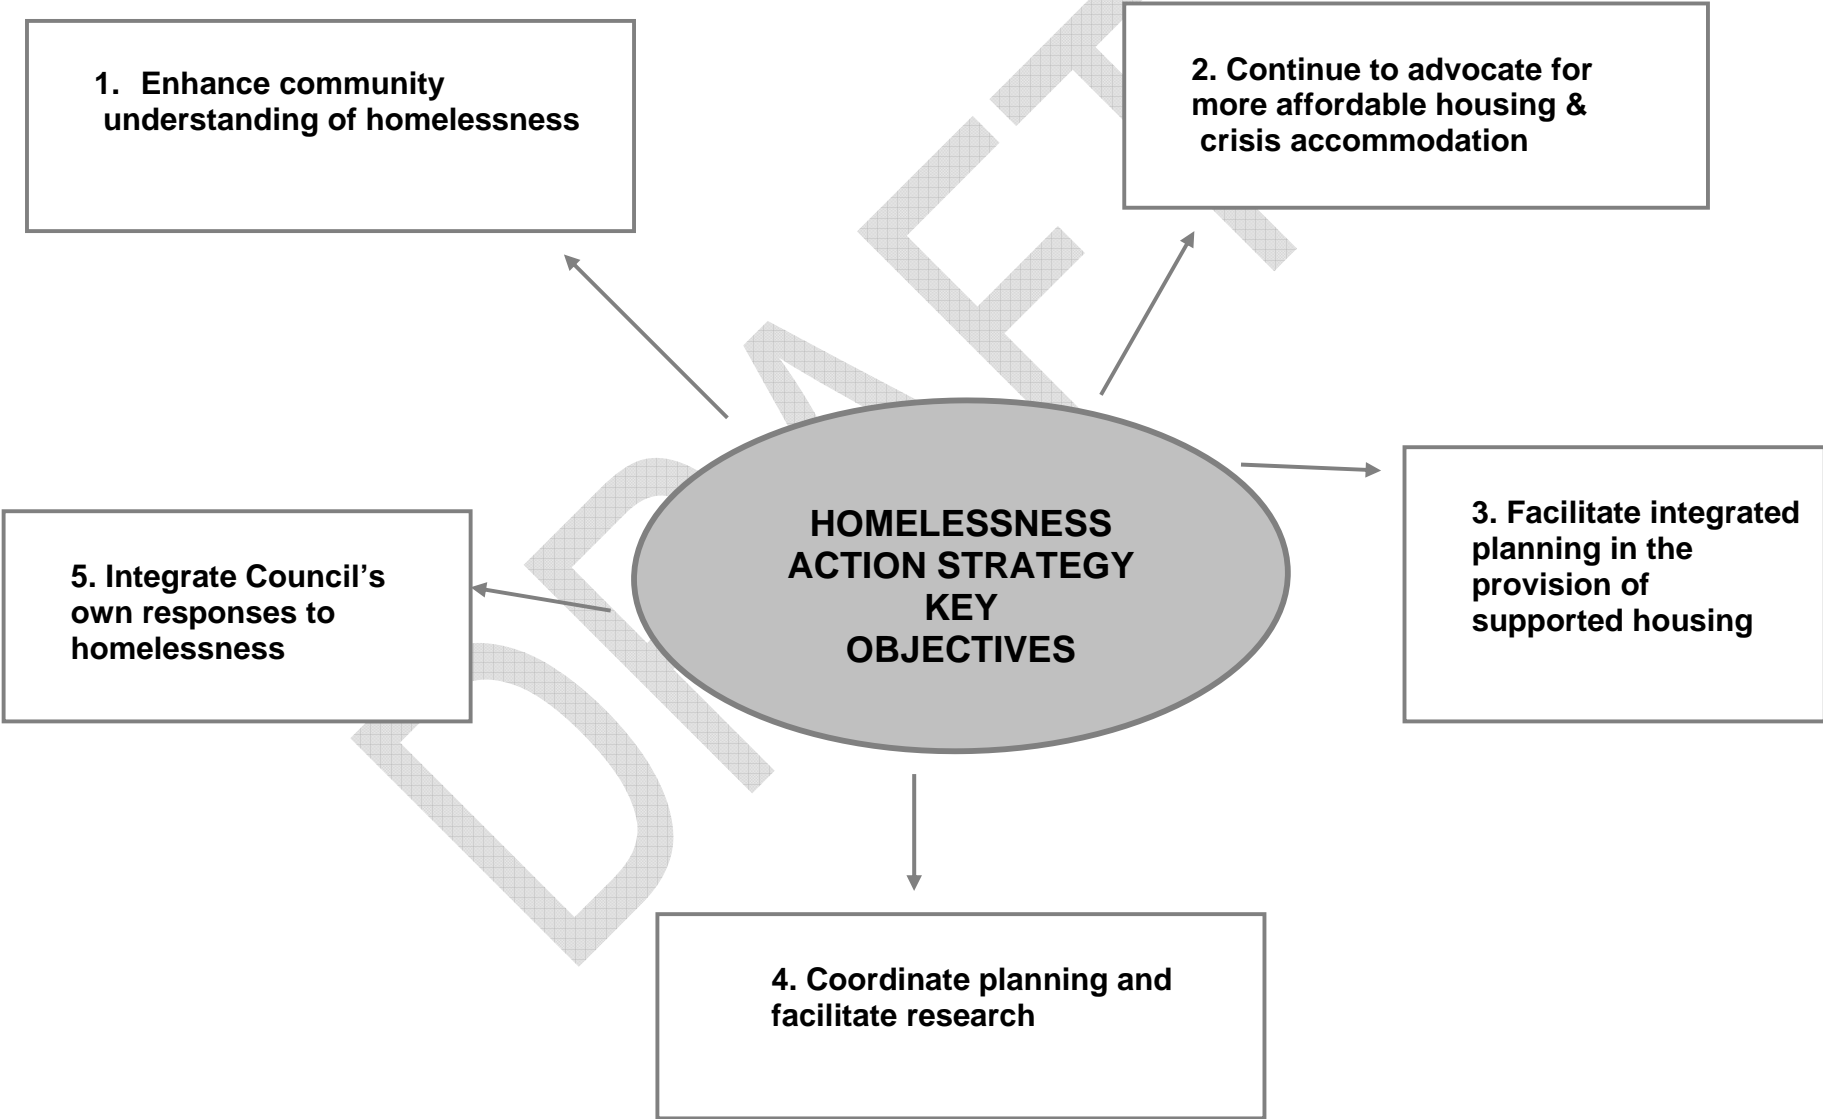 1. Enhance community
understanding of homelessness
2. Continue to advocate for
more affordable housing &
crisis accommodation
HOMELESSNESS
ACTION STRATEGY
KEY
OBJECTIVES
3. Facilitate integrated
planning in the
provision of
supported housing
5. Integrate Council’s
own responses to
homelessness
4. Coordinate planning and
facilitate research
DRAFT